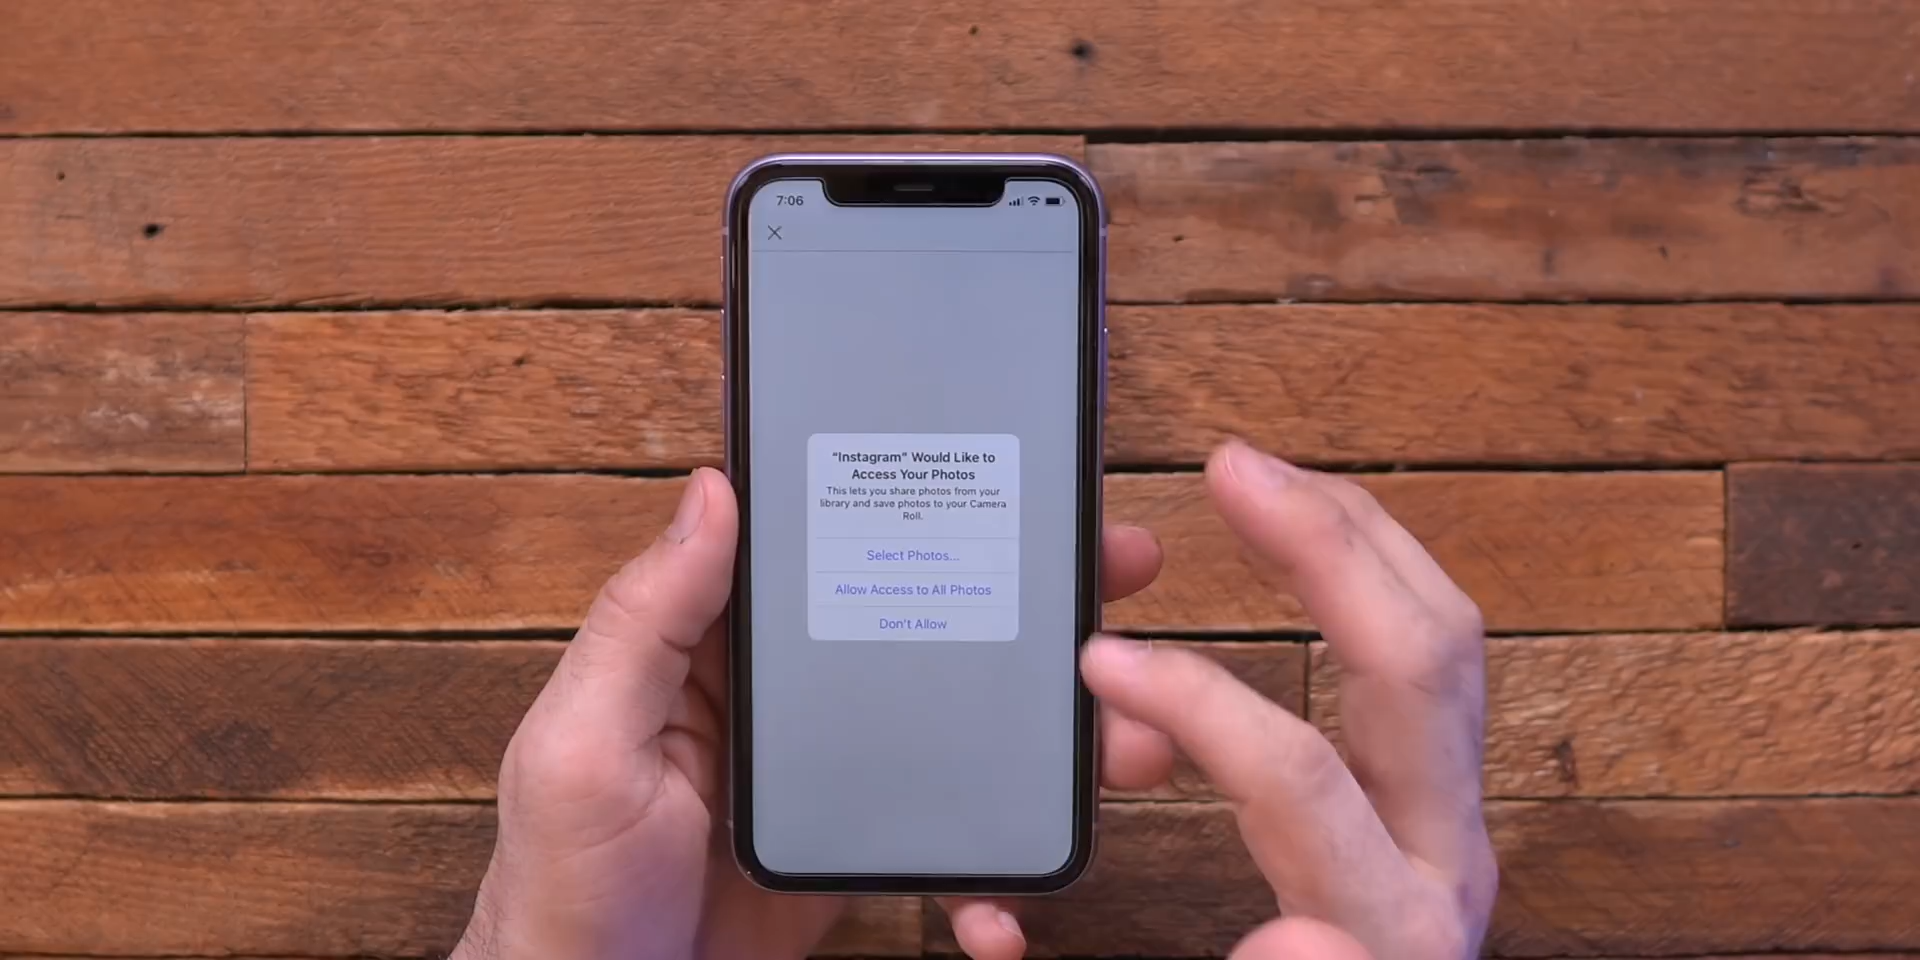 7:06
“Instagram” Would Like to
Access Your Photos
This lets you share photos from your
library and save photos to your Camera
Roll.
Select Photos...
Allow Access to All Photos
Don't Allow